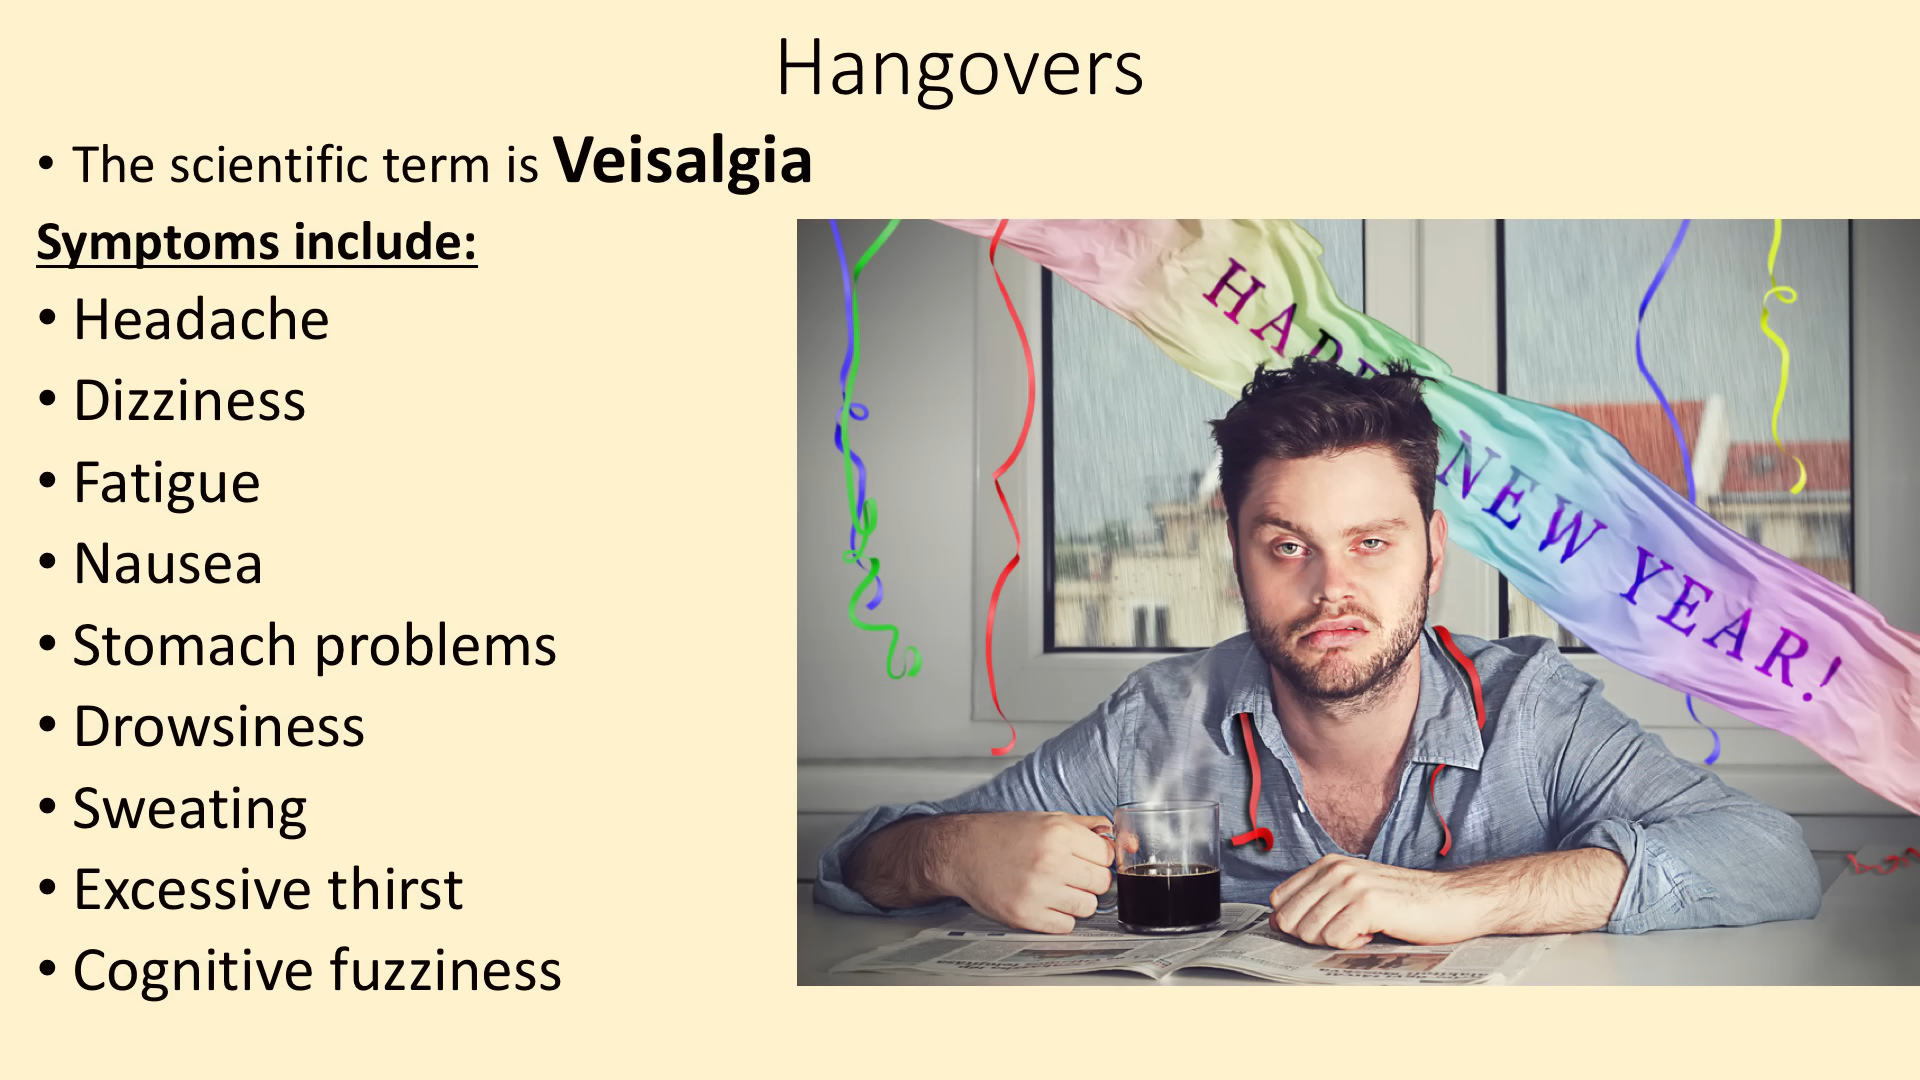 Hangovers
• The scientific term is Veisalgia
Symptoms include:
• Headache
• Dizziness
• Fatigue
• Nausea
• Stomach problems
• Drowsiness
• Sweating
• Excessive thirst
• Cognitive fuzziness
HAPPY NEW YEAR!